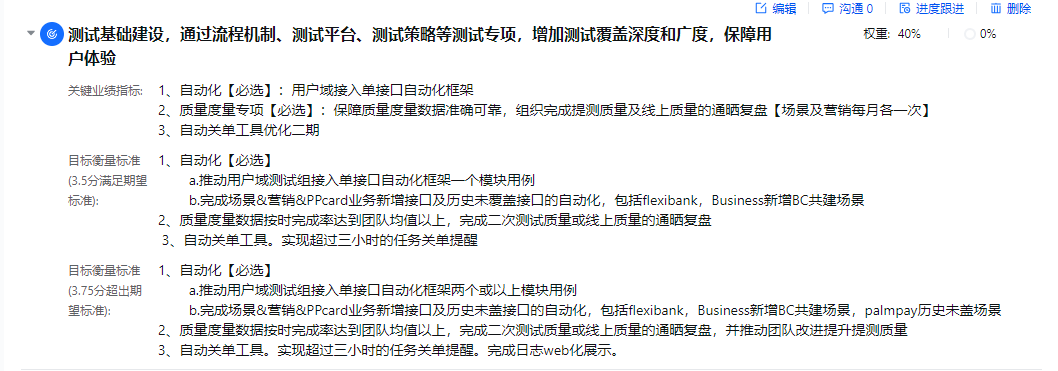 编辑 沟通 0 进度跟进 删除
测试基础建设，通过流程机制、测试平台、测试策略等测试专项，增加测试覆盖深度和广度，保障用 权重: 40% 0%
户体验
关键业绩指标: 1、自动化【必选】：用户域接入单接口自动化框架
2、质量度量专项【必选】：保障质量度量数据准确可靠，组织完成提测质量及线上质量的通晒复盘【场景及营销每月各一次】
3、自动关单工具优化二期
目标衡量标准 1、自动化【必选】
(3.5分满足期望 a.推动用户域测试组接入单接口自动化框架一个模块用例
标准): b.完成场景&营销&PPcard业务新增接口及历史未覆盖接口的自动化，包括flexibank，Business新增BC共建场景
2、质量度量数据按时完成率达到团队均值以上，完成二次测试质量或线上质量的通晒复盘
3、自动关单工具。实现超过三小时的任务关单提醒
目标衡量标准 1、自动化【必选】
(3.75分超出期 a.推动用户域测试组接入单接口自动化框架两个或以上模块用例
望标准): b.完成场景&营销&PPcard业务新增接口及历史未盖接口的自动化，包括flexibank，Business新增BC共建场景，palmpay历史未盖场景
2、质量度量数据按时完成率达到团队均值以上，完成二次测试质量或线上质量的通晒复盘，并推动团队改进提升提测质量
3、自动关单工具。实现超过三小时的任务关单提醒。完成日志web化展示。